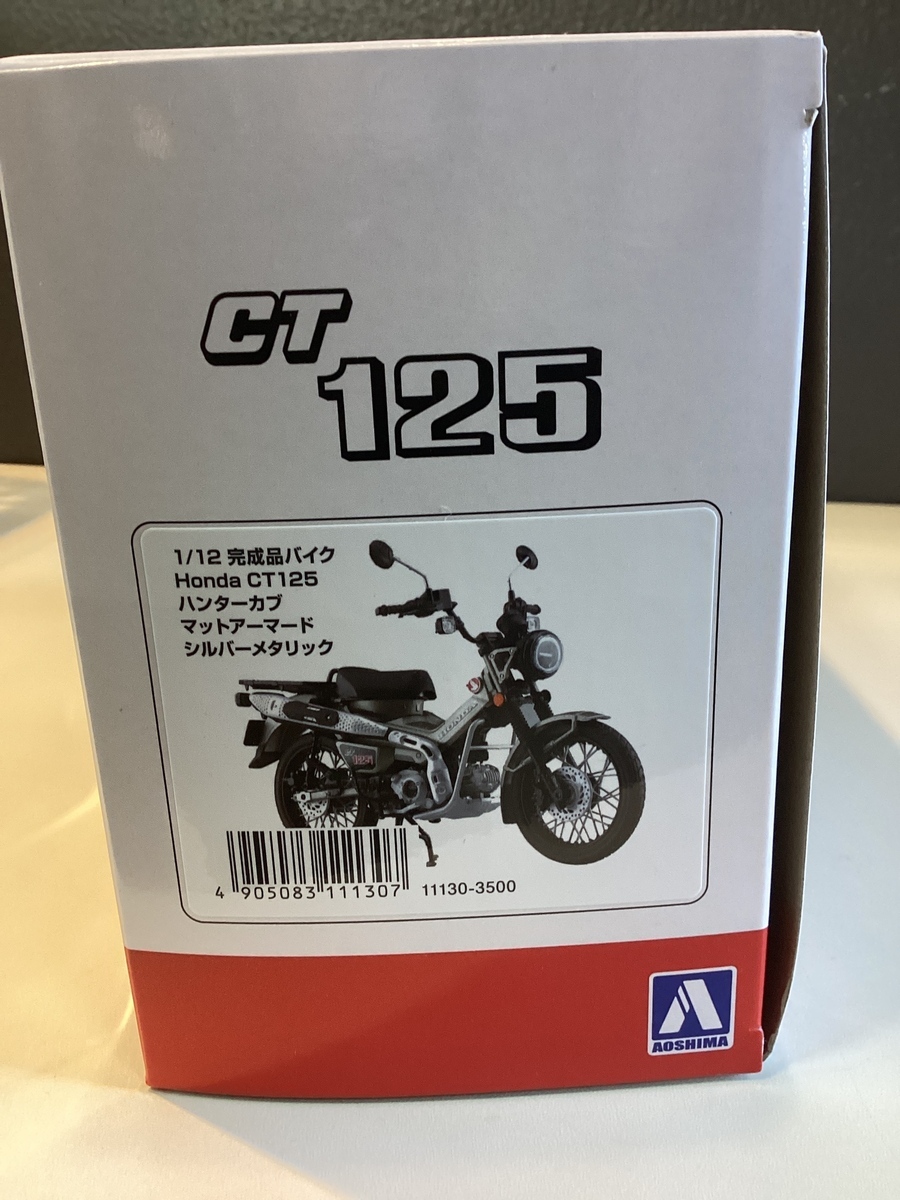 CT
125
1/12 完成品バイク
Honda CT125
ハンターカブ
マットアーマード
シルバーメタリック
HONDA
4 905083 111307
11130-3500
AOSHIMA